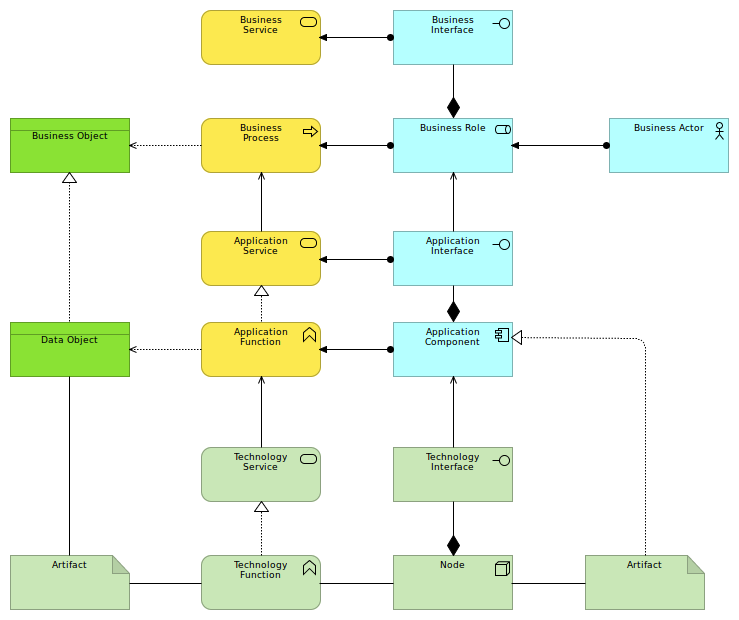 Business
Service
Business
Interface
Business Object
Business
Process
Business Role
Business Actor
Application
Service
Application
Interface
Data Object
Application
Function
Application
Component
Technology
Service
Technology
Interface
Artifact
Technology
Function
Node
Artifact